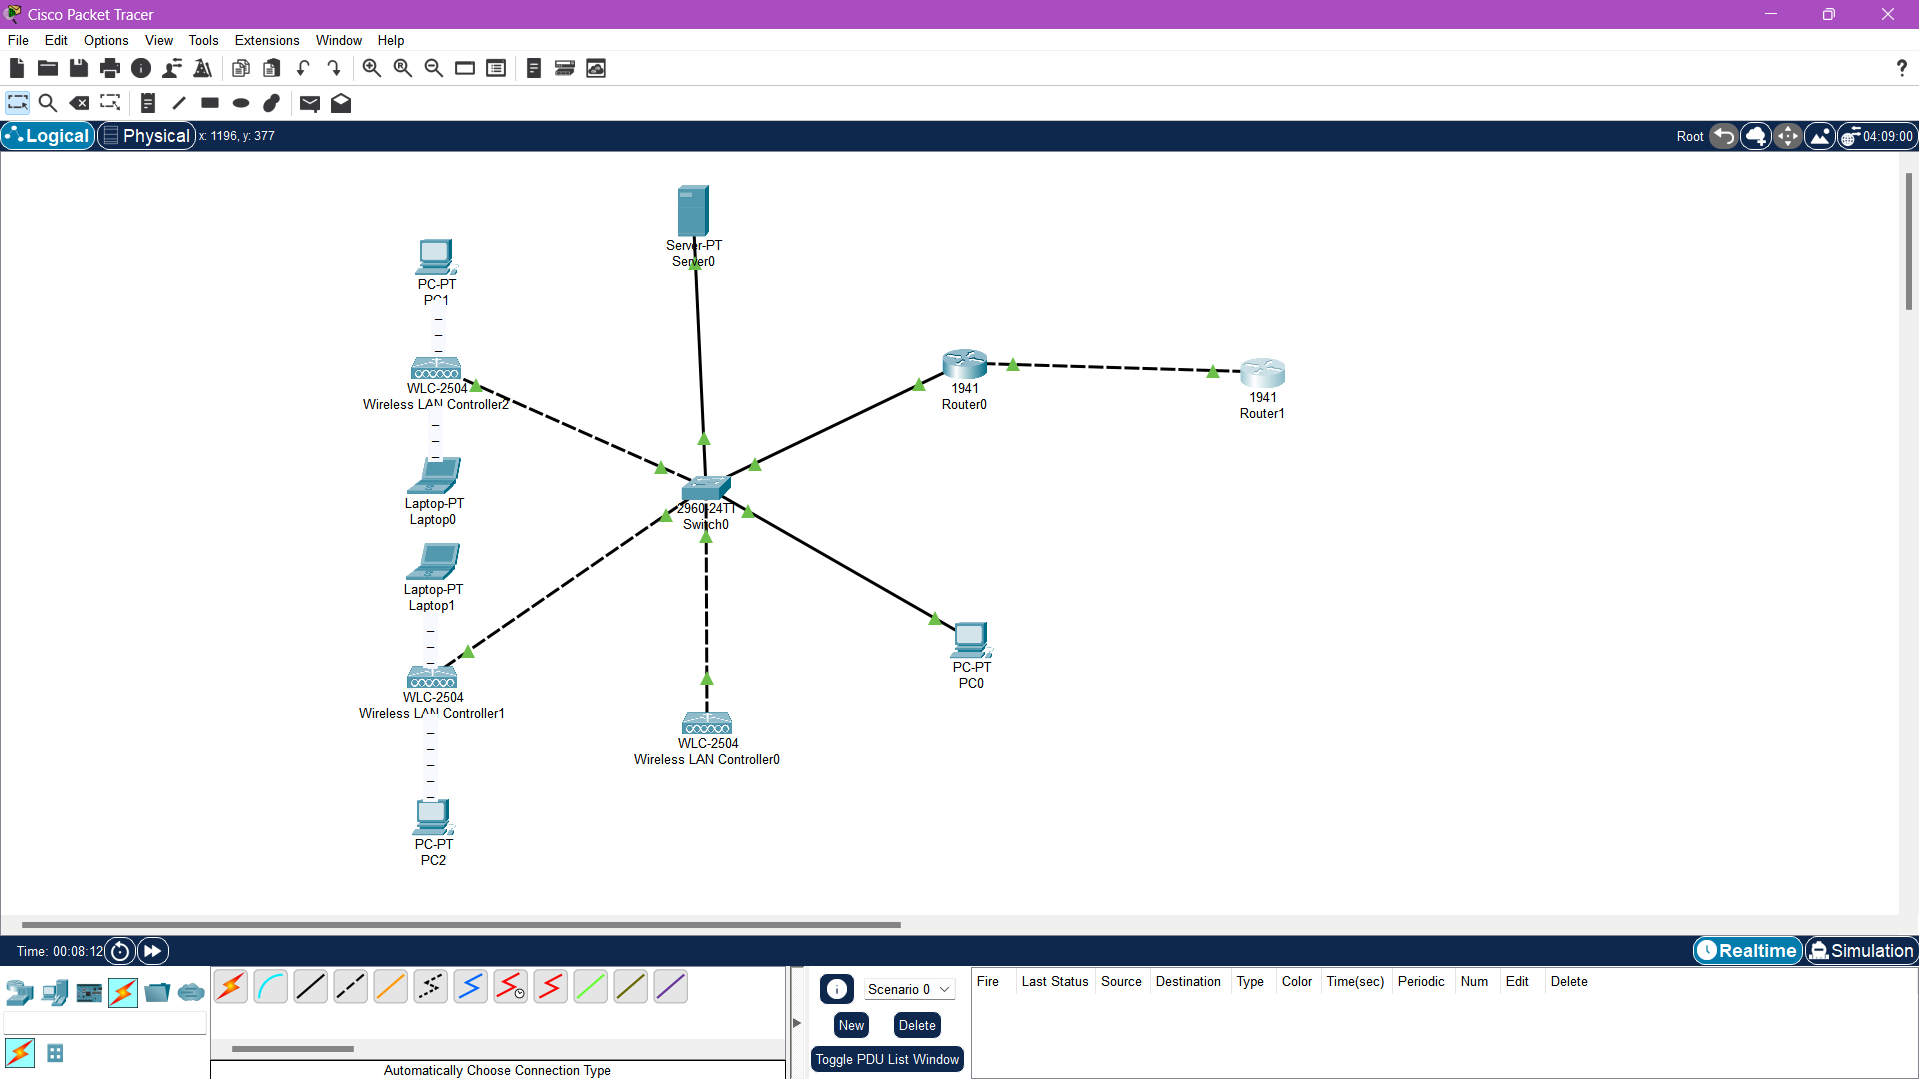 Cisco Packet Tracer
File Edit Options View Tools Extensions Window Help
?
Logical Physical x: 1196, y: 377 Root 04:09:00
Server-PT
Server0
PC-PT
PC1
WLC-2504
Wireless LAN Controller2
1941
Router0
1941
Router1
Laptop-PT
Laptop0
2960-24TT
Switch0
Laptop-PT
Laptop1
PC-PT
PC0
WLC-2504
Wireless LAN Controller1
WLC-2504
Wireless LAN Controller0
PC-PT
PC2
Time: 00:08:12 Realtime Simulation
Scenario 0
New Delete
Toggle PDU List Window
Fire Last Status Source Destination Type Color Time(sec) Periodic Num Edit Delete
Automatically Choose Connection Type